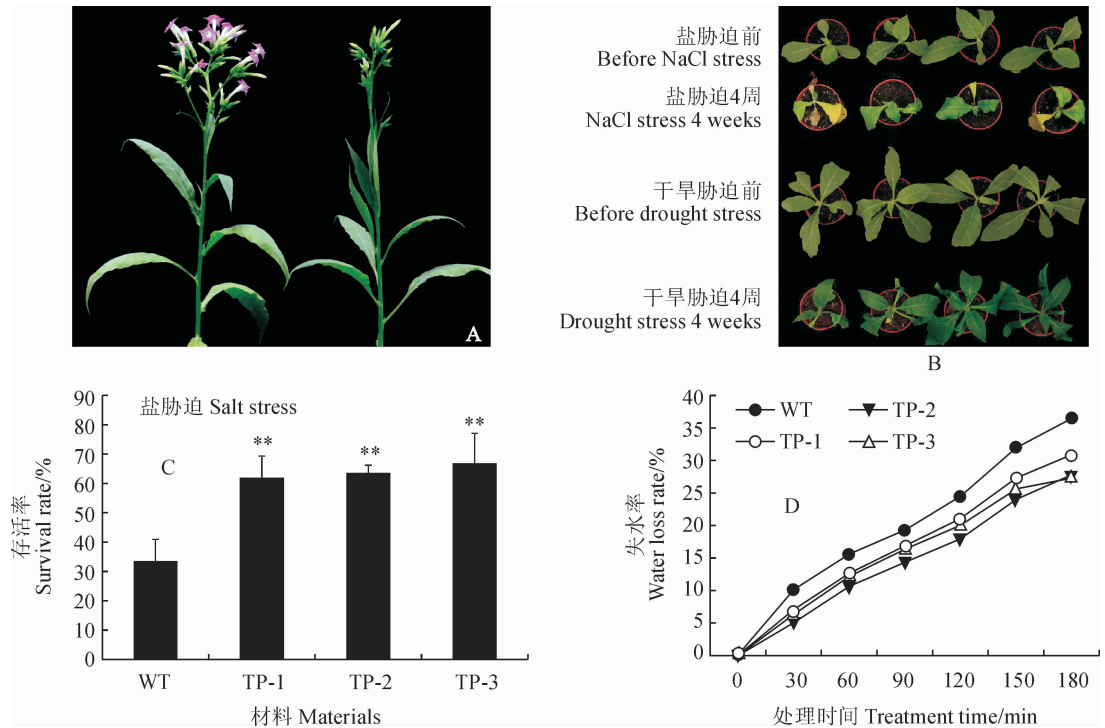 A
盐胁迫前
Before NaCl stress
盐胁迫4周
NaCl stress 4 weeks
干旱胁迫前
Before drought stress
干旱胁迫4周
Drought stress 4 weeks
B
盐胁迫 Salt stress
C
**
**
**
90
80
70
60
50
40
30
20
10
0
存活率
Survival rate/%
WT
TP-1
TP-2
TP-3
材料 Materials
WT
TP-2
TP-1
TP-3
D
40
35
30
25
20
15
10
5
0
失水率
Water loss rate/%
0
30
60
90
120
150
180
处理时间 Treatment time/min